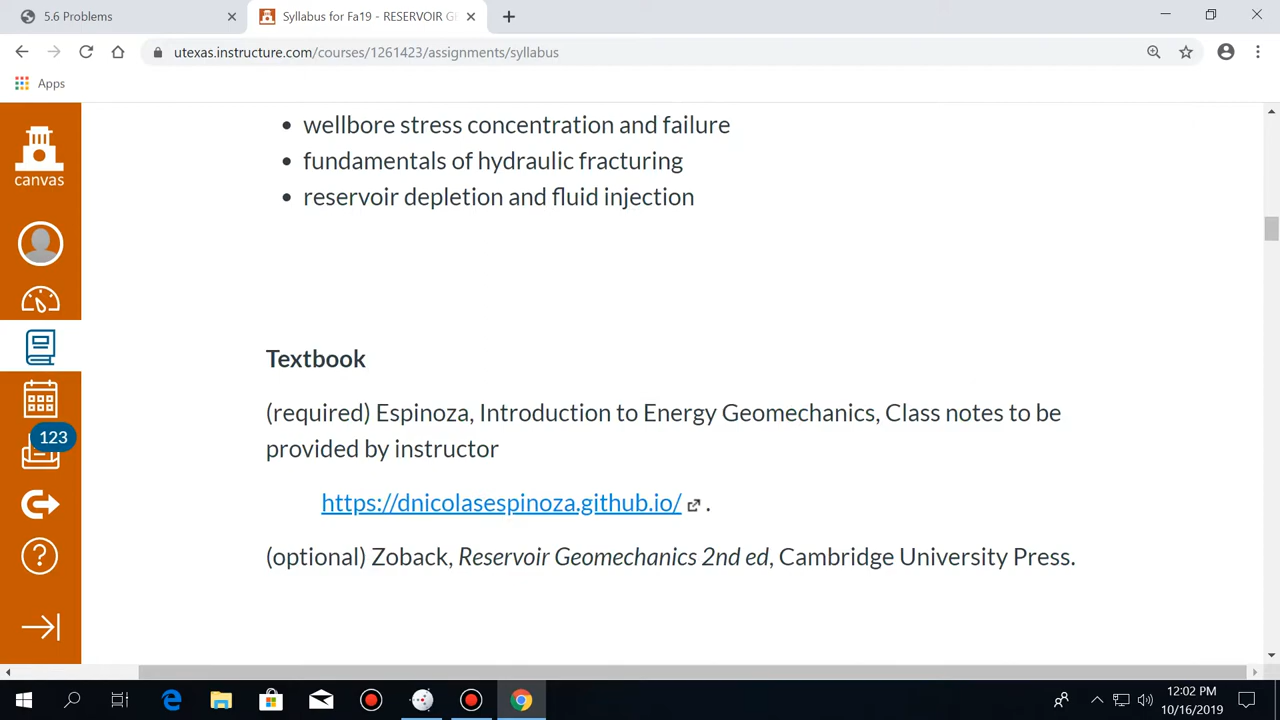 5.6 Problems
Syllabus for Fa19 - RESERVOIR G
utexas.instructure.com/courses/1261423/assignments/syllabus
Apps
canvas
123
• wellbore stress concentration and failure
• fundamentals of hydraulic fracturing
• reservoir depletion and fluid injection
Textbook
(required) Espinoza, Introduction to Energy Geomechanics, Class notes to be
provided by instructor
https://dnicolasespinoza.github.io/ .
(optional) Zoback, Reservoir Geomechanics 2nd ed, Cambridge University Press.
12:02 PM
10/16/2019